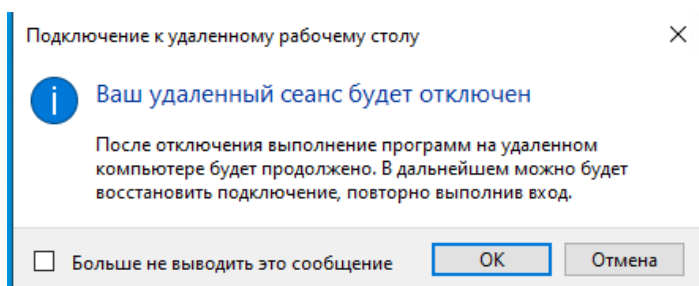 Подключение к удаленному рабочему столу
Ваш удаленный сеанс будет отключен
После отключения выполнение программ на удаленном
компьютере будет продолжено. В дальнейшем можно будет
восстановить подключение, повторно выполнив вход.
Больше не выводить это сообщение
ОК
Отмена